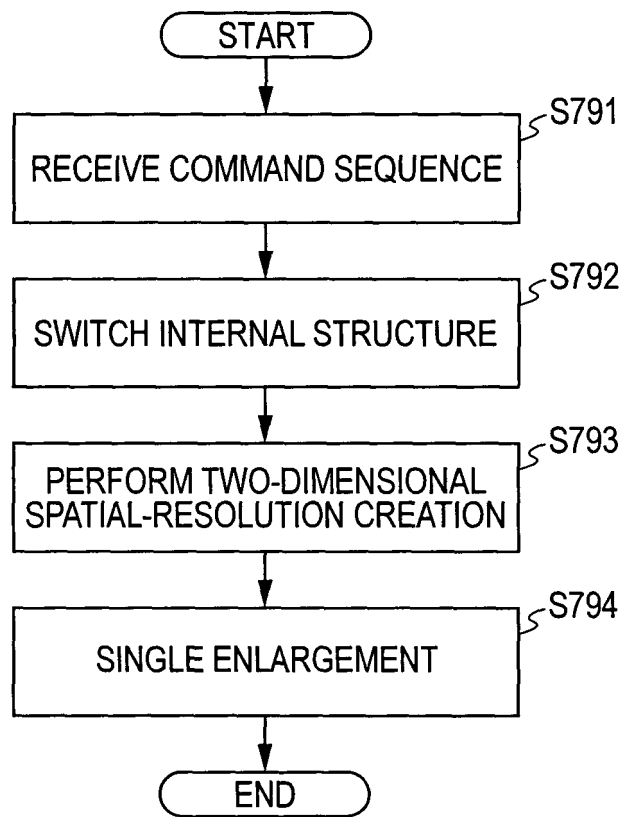 START
S791
RECEIVE COMMAND SEQUENCE
S792
SWITCH INTERNAL STRUCTURE
S793
PERFORM TWO-DIMENSIONAL
SPATIAL-RESOLUTION CREATION
S794
SINGLE ENLARGEMENT
END